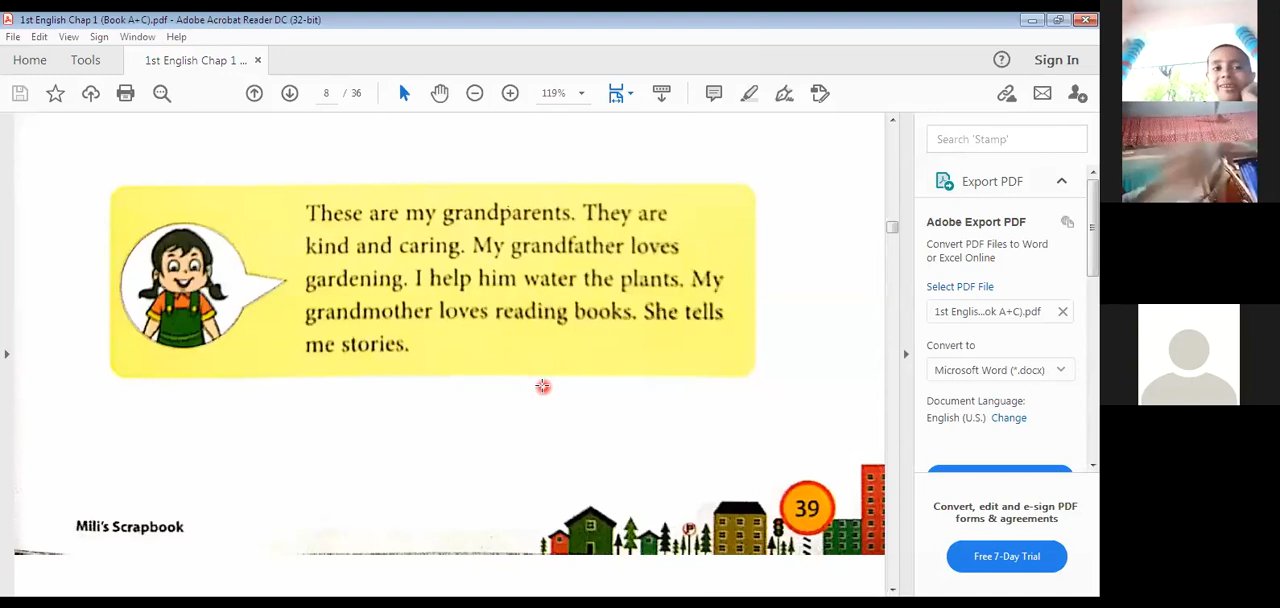 1st English Chap 1 (Book A+C).pdf - Adobe Acrobat Reader DC (32-bit)
File Edit View Sign Window Help
Home Tools 1st English Chap 1 ... × Sign In
8 / 36 119%
Search 'Stamp'
Export PDF
Adobe Export PDF
Convert PDF Files to Word
or Excel Online
Select PDF File
1st Englis...ok A+C).pdf
Convert to
Microsoft Word (*.docx)
Document Language:
English (U.S.) Change
Convert, edit and e-sign PDF
forms & agreements
Free 7-Day Trial
These are my grandparents. They are
kind and caring. My grandfather loves
gardening. I help him water the plants. My
grandmother loves reading books. She tells
me stories.
Mili's Scrapbook
P
39